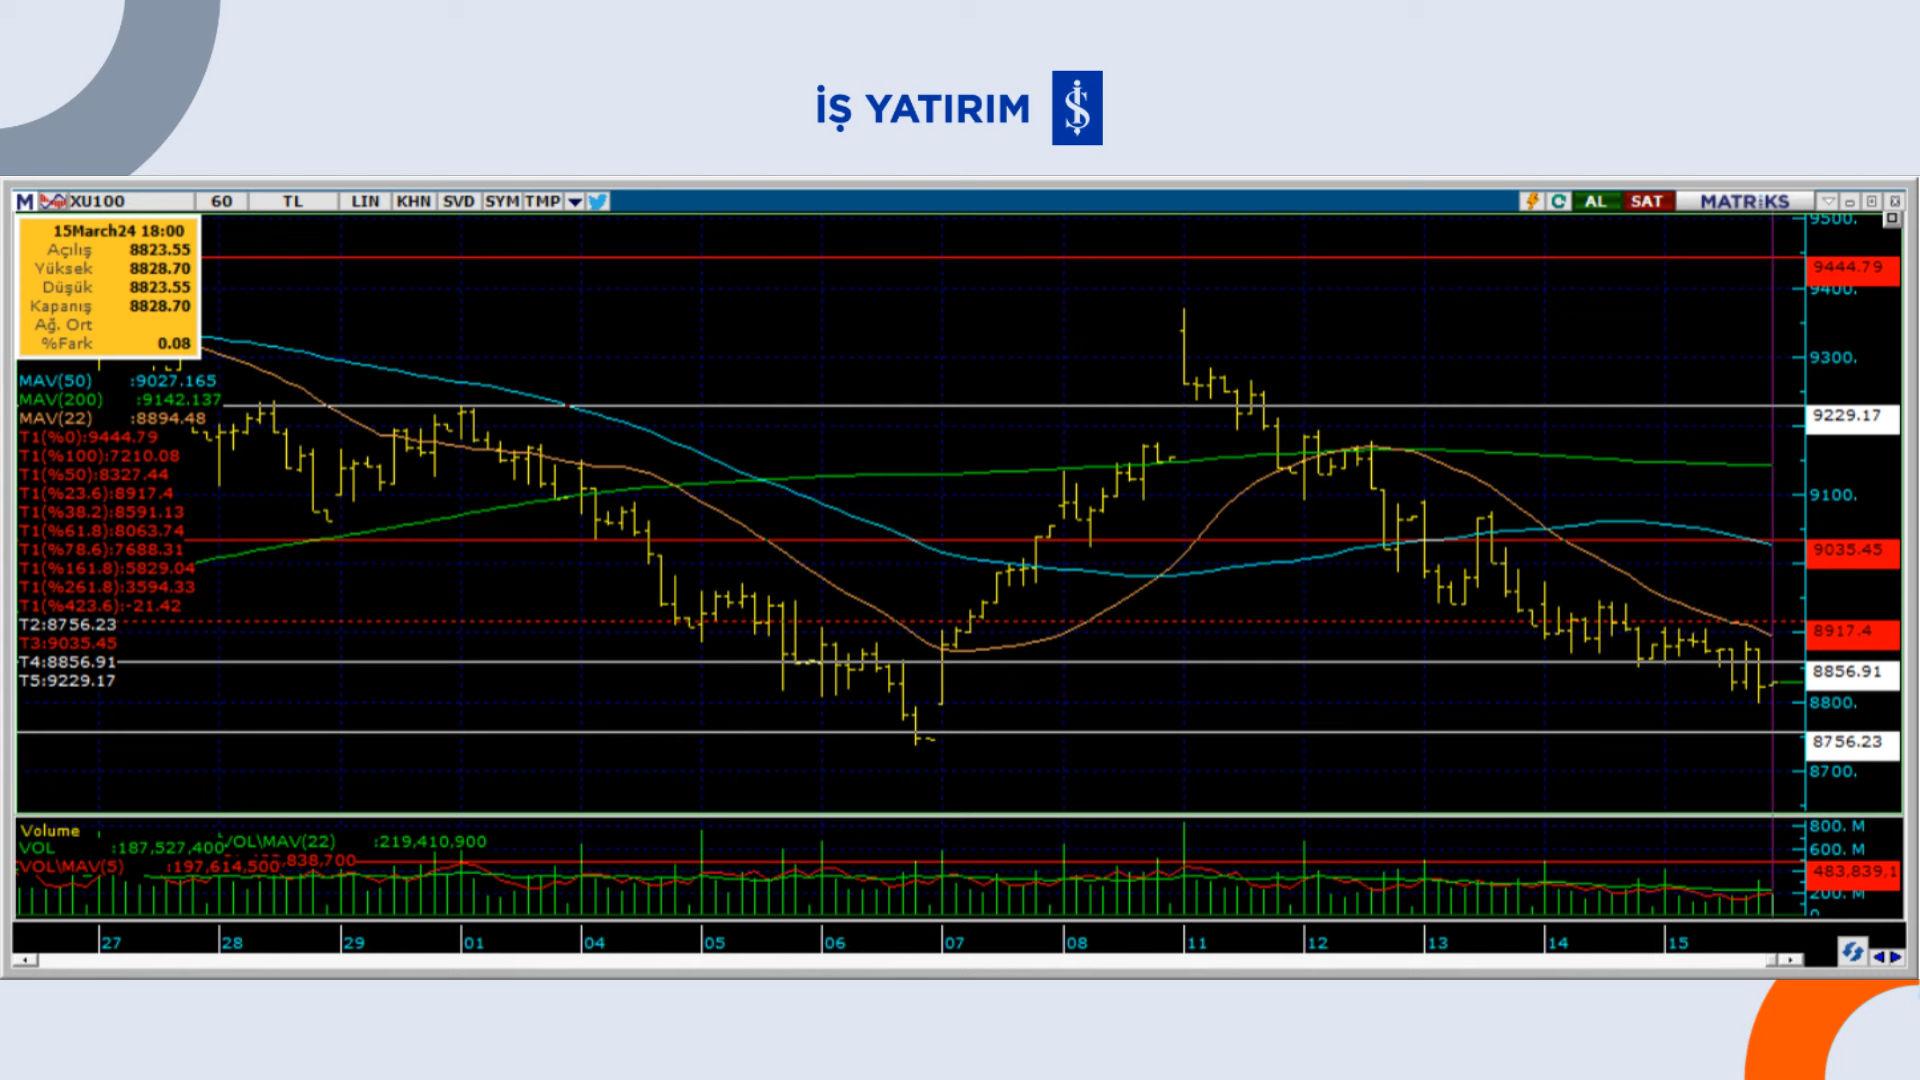 İŞ YATIRIM
M XU100 60 TL LIN KHN SVD SYM TMP AL SAT MATRİKS
15March24 18:00
Açılış 8823.55
Yüksek 8828.70
Düşük 8823.55
Kapanış 8828.70
Ağ. Ort
%Fark 0.08
MAV(50) :9027.165
MAV(200) :9142.137
MAV(22) :8894.48
T1(%0):9444.79
T1(%100):7210.08
T1(%50):8327.44
T1(%23.6):8917.4
T1(%38.2):8591.13
T1(%61.8):8063.74
T1(%78.6):7688.31
T1(%161.8):5829.04
T1(%261.8):3594.33
T1(%423.6):-21.42
T2:8756.23
T3:9035.45
T4:8856.91
T5:9229.17
9500.
9444.79
9400.
9300.
9229.17
9100.
9035.45
8917.4
8856.91
8800.
8756.23
8700.
Volume
VOL :187,527,400
VOL\MAV(22) :219,410,900
VOL\MAV(5) :197,614,500
838,700
800. M
600. M
483,839,1
200. M
0
27 28 29 01 04 05 06 07 08 11 12 13 14 15